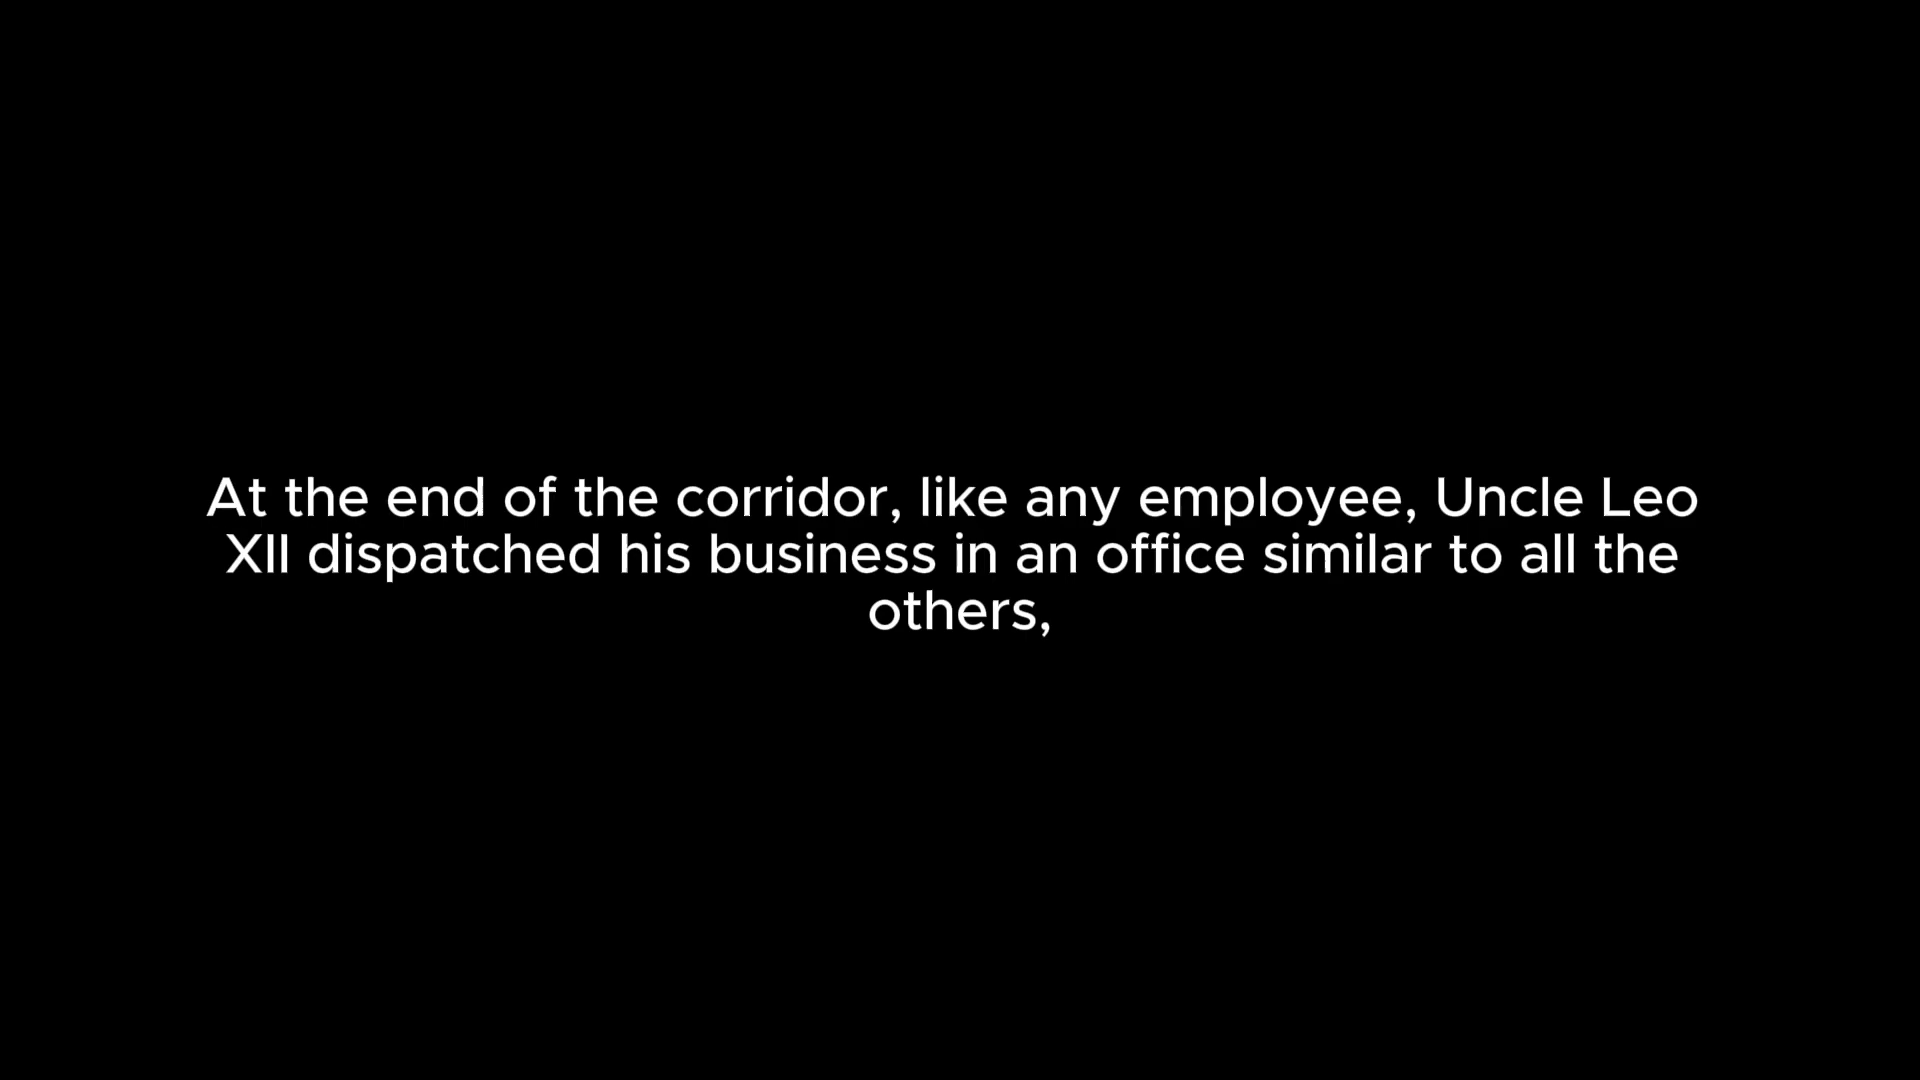 At the end of the corridor, like any employee, Uncle Leo
XII dispatched his business in an office similar to all the
others,